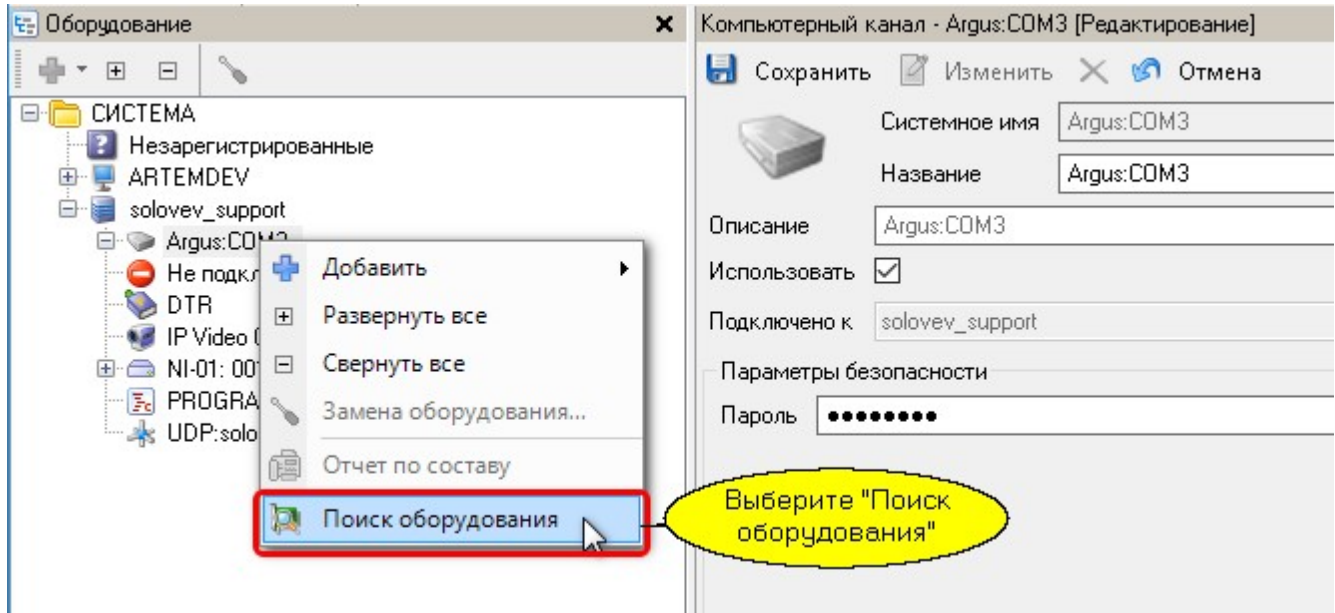 Оборудование
СИСТЕМА
Незарегистрированные
ARTEMDEV
solovev_support
Argus:COM3
Не подкл
DTR
IP Video
NI-01: 00
PROGRA
UDP:solo
Добавить
Развернуть все
Свернуть все
Замена оборудования...
Отчет по составу
Поиск оборудования
Выберите "Поиск
оборудования"
Компьютерный канал - Argus:COM3 [Редактирование]
Сохранить Изменить Отмена
Системное имя Argus:COM3
Название Argus:COM3
Описание Argus:COM3
Использовать
Подключено к solovev_support
Параметры безопасности
Пароль ●●●●●●●●